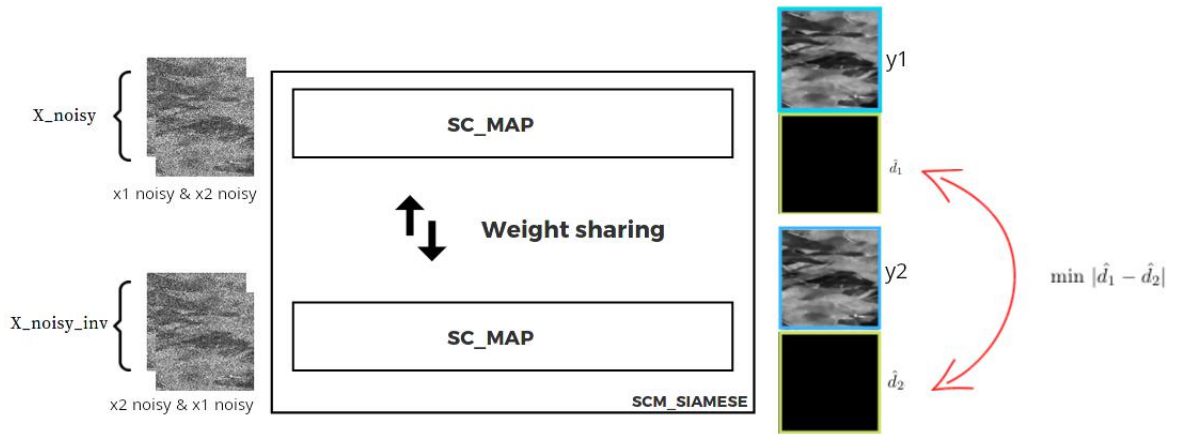 X_noisy
x1 noisy & x2 noisy
X_noisy_inv
x2 noisy & x1 noisy
SC_MAP
Weight sharing
SC_MAP
SCM_SIAMESE
y1
d̂₁
y2
d̂₂
min |d̂₁ − d̂₂|